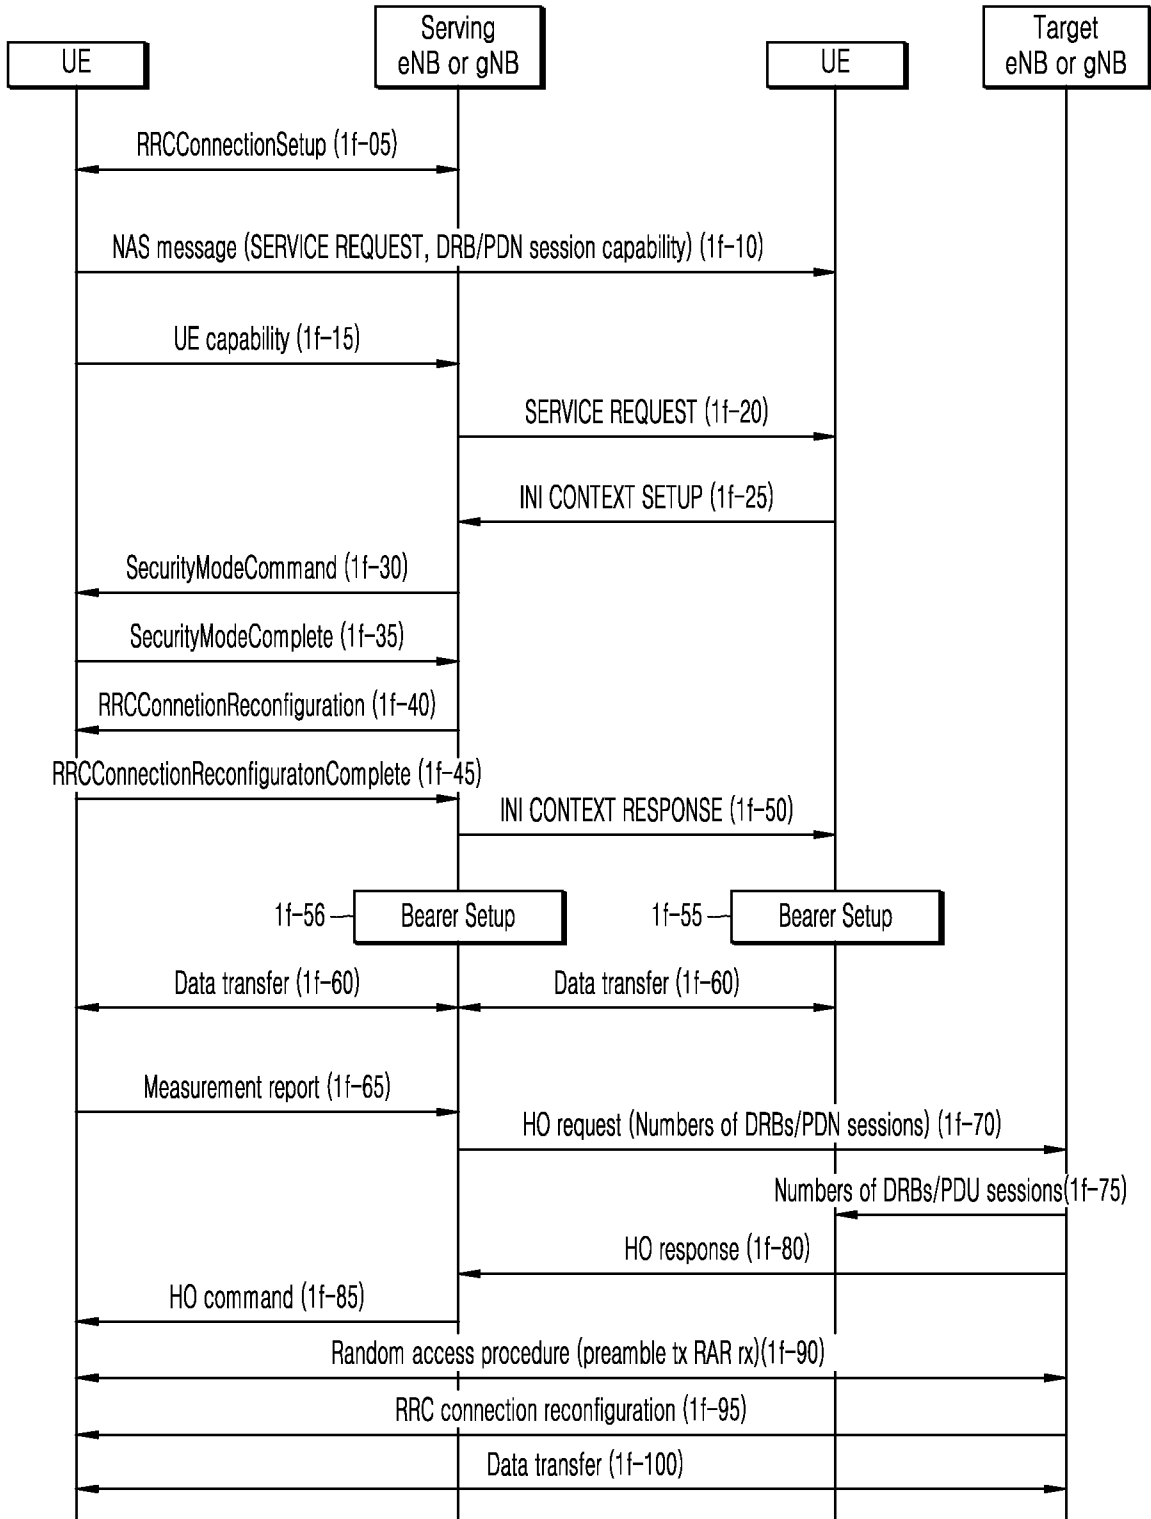 UE
Serving
eNB or gNB
UE
Target
eNB or gNB
RRCConnectionSetup (1f-05)
NAS message (SERVICE REQUEST, DRB/PDN session capability) (1f-10)
UE capability (1f-15)
SERVICE REQUEST (1f-20)
INI CONTEXT SETUP (1f-25)
SecurityModeCommand (1f-30)
SecurityModeComplete (1f-35)
RRCConnetionReconfiguration (1f-40)
RRCConnectionReconfiguratonComplete (1f-45)
INI CONTEXT RESPONSE (1f-50)
1f-56
Bearer Setup
1f-55
Bearer Setup
Data transfer (1f-60)
Data transfer (1f-60)
Measurement report (1f-65)
HO request (Numbers of DRBs/PDN sessions) (1f-70)
Numbers of DRBs/PDU sessions(1f-75)
HO response (1f-80)
HO command (1f-85)
Random access procedure (preamble tx RAR rx)(1f-90)
RRC connection reconfiguration (1f-95)
Data transfer (1f-100)